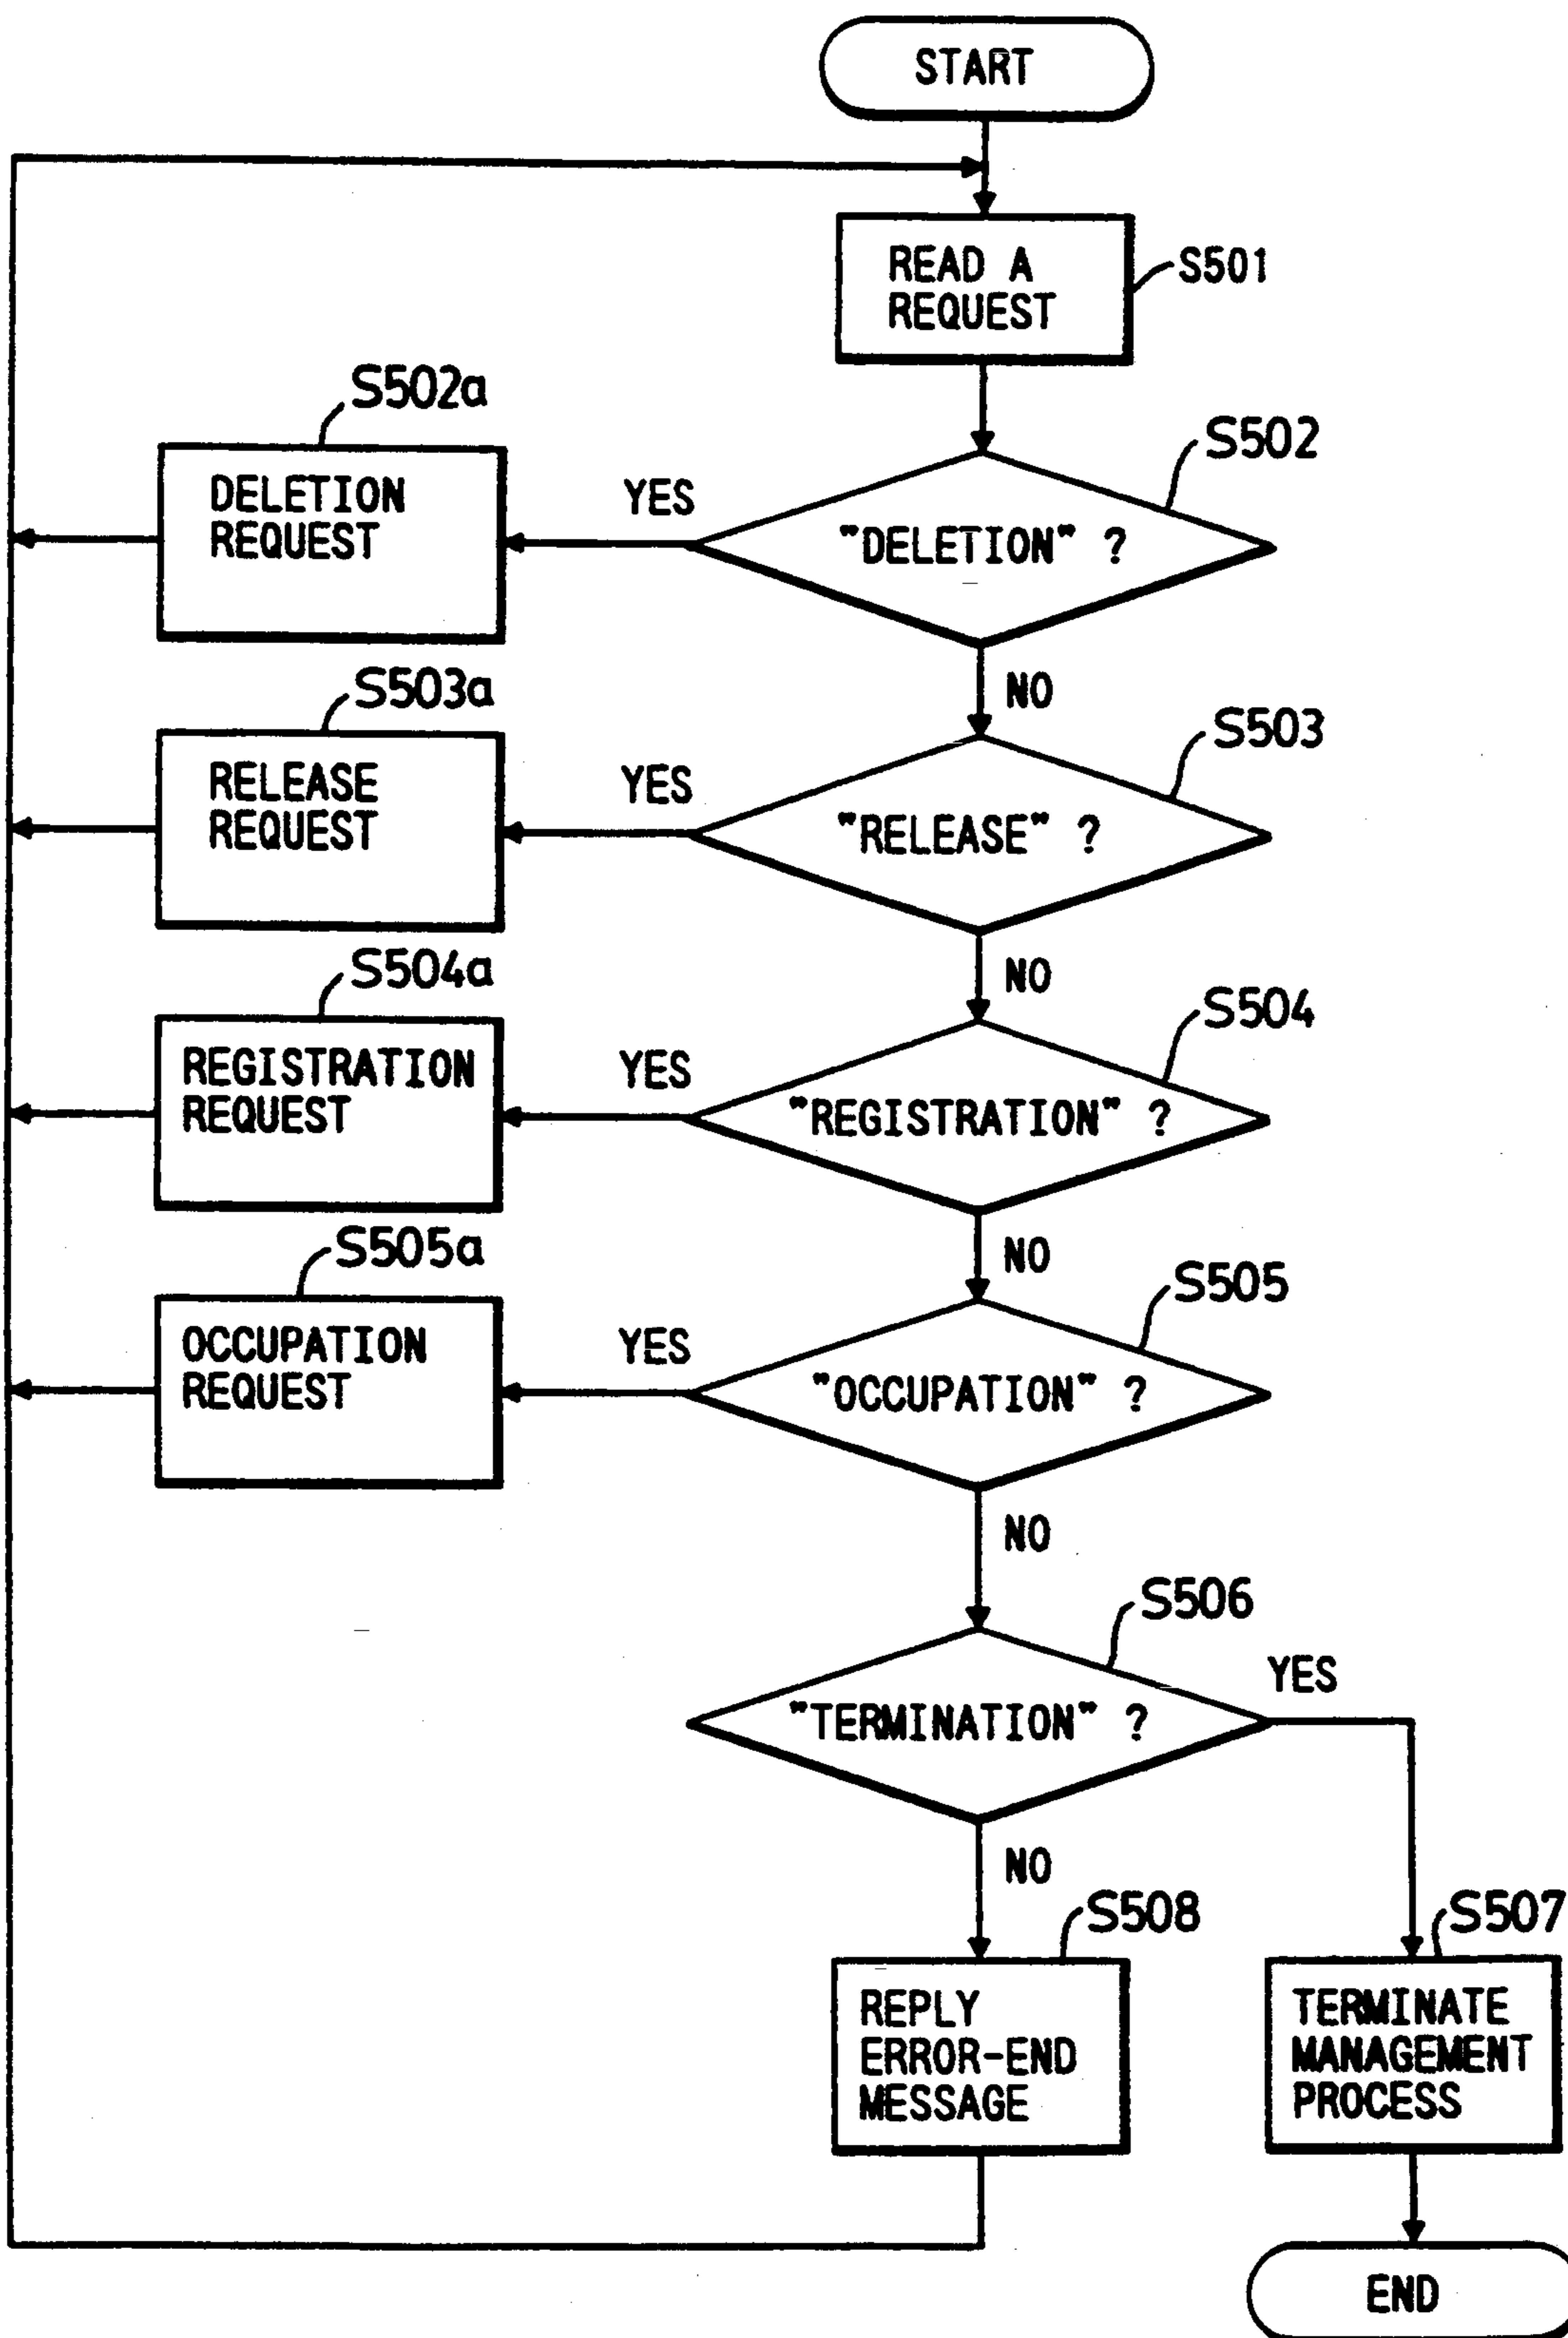 START
READ A
REQUEST
S501
S502a
DELETION
REQUEST
YES
S502
"DELETION" ?
NO
S503a
RELEASE
REQUEST
YES
S503
"RELEASE" ?
NO
S504a
REGISTRATION
REQUEST
YES
S504
"REGISTRATION" ?
NO
S505a
OCCUPATION
REQUEST
YES
S505
"OCCUPATION" ?
NO
S506
"TERMINATION" ?
YES
NO
S508
REPLY
ERROR-END
MESSAGE
S507
TERMINATE
MANAGEMENT
PROCESS
END